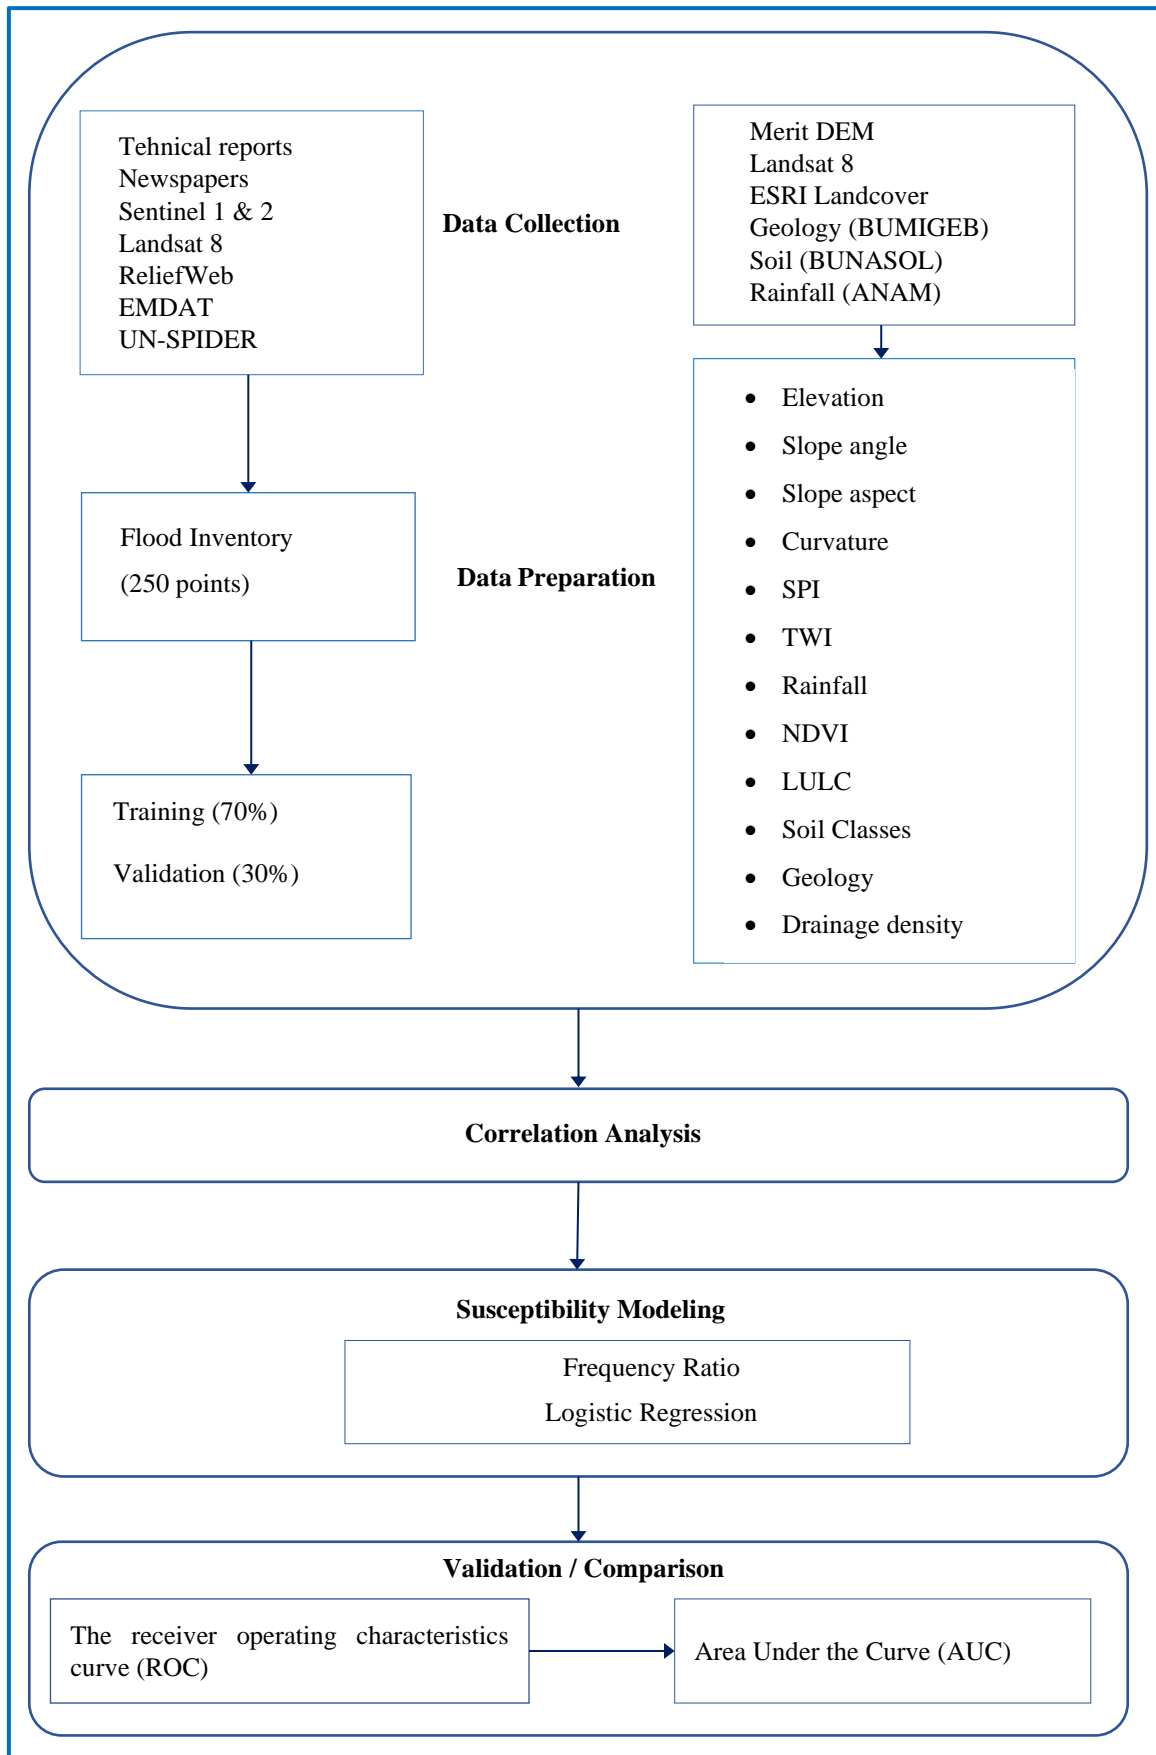 Tehnical reports
Newspapers
Sentinel 1 & 2
Landsat 8
ReliefWeb
EMDAT
UN-SPIDER
Data Collection
Merit DEM
Landsat 8
ESRI Landcover
Geology (BUMIGEB)
Soil (BUNASOL)
Rainfall (ANAM)
Flood Inventory
(250 points)
Data Preparation
• Elevation
• Slope angle
• Slope aspect
• Curvature
• SPI
• TWI
• Rainfall
• NDVI
• LULC
• Soil Classes
• Geology
• Drainage density
Training (70%)
Validation (30%)
Correlation Analysis
Susceptibility Modeling
Frequency Ratio
Logistic Regression
Validation / Comparison
The receiver operating characteristics
curve (ROC)
Area Under the Curve (AUC)